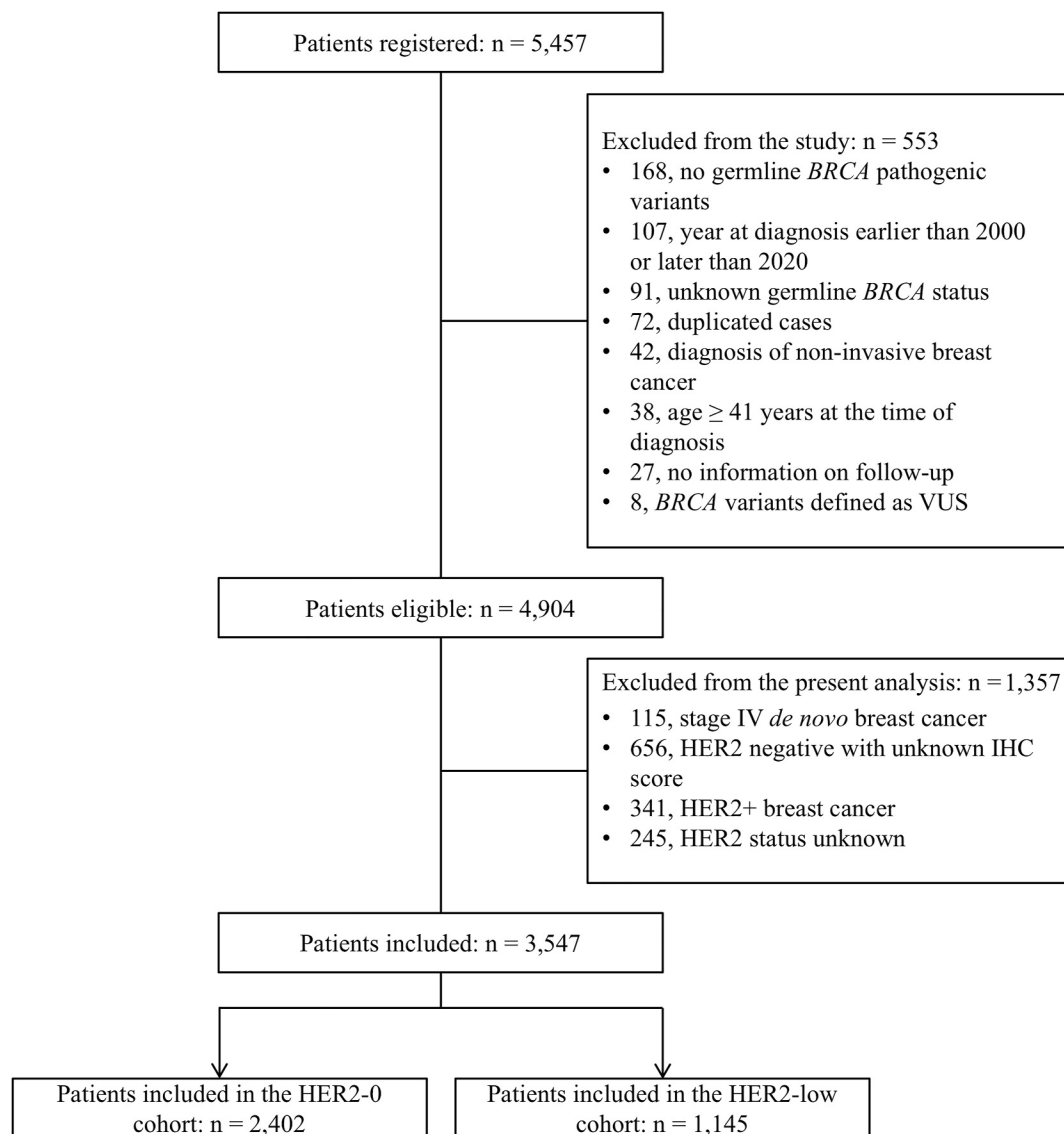 Patients registered: n = 5,457
Excluded from the study: n = 553
• 168, no germline BRCA pathogenic
variants
• 107, year at diagnosis earlier than 2000
or later than 2020
• 91, unknown germline BRCA status
• 72, duplicated cases
• 42, diagnosis of non-invasive breast
cancer
• 38, age ≥ 41 years at the time of
diagnosis
• 27, no information on follow-up
• 8, BRCA variants defined as VUS
Patients eligible: n = 4,904
Excluded from the present analysis: n = 1,357
• 115, stage IV de novo breast cancer
• 656, HER2 negative with unknown IHC
score
• 341, HER2+ breast cancer
• 245, HER2 status unknown
Patients included: n = 3,547
Patients included in the HER2-0
cohort: n = 2,402
Patients included in the HER2-low
cohort: n = 1,145